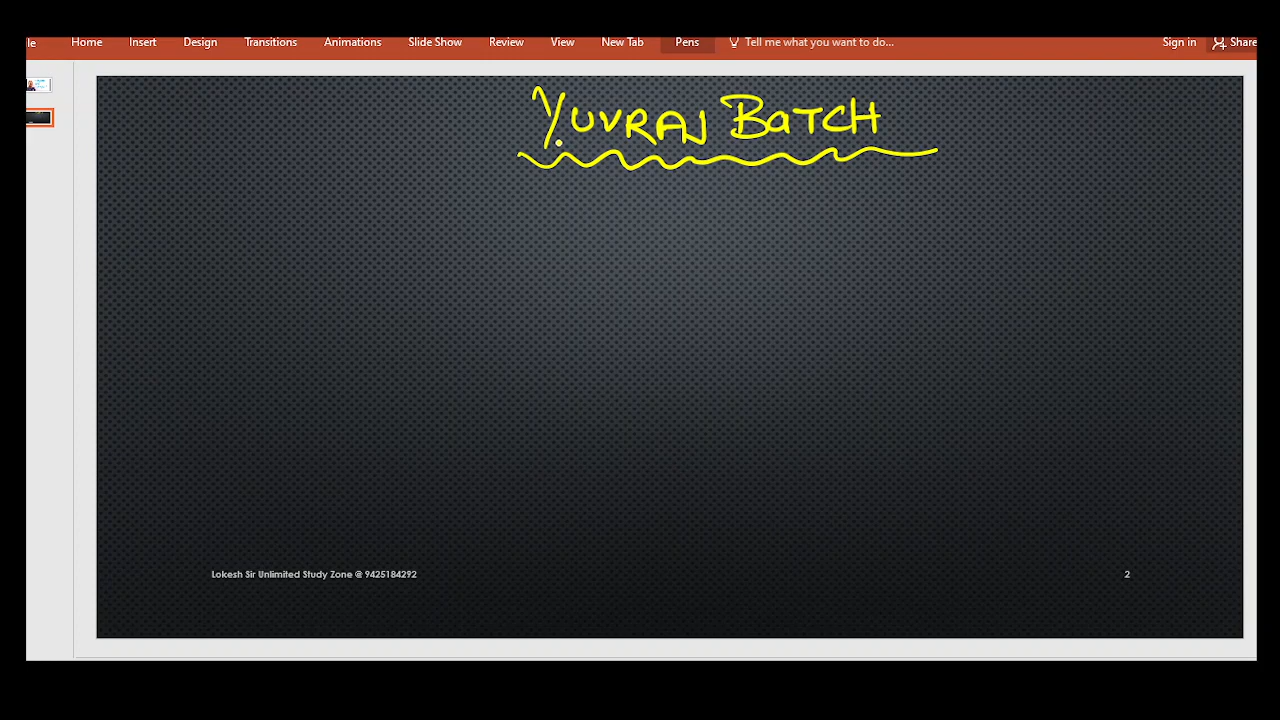 le Home Insert Design Transitions Animations Slide Show Review View New Tab Pens Tell me what you want to do... Sign in Share
YUVRAJ BaTCH
Lokesh Sir Unlimited Study Zone @ 9425184292 2